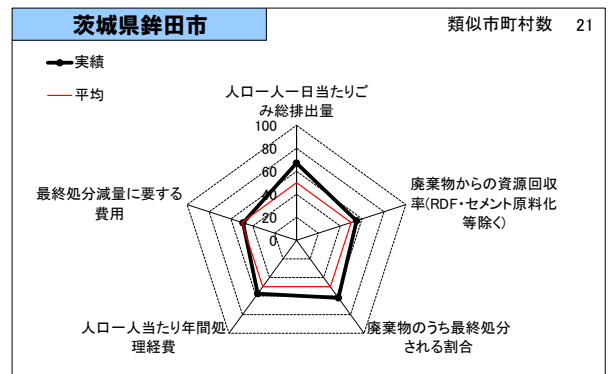 茨城県鉾田市
類似市町村数 21
実績
平均
人口一人一日当たりご
み総排出量
廃棄物からの資源回収
率(RDF・セメント原料化
等除く)
廃棄物のうち最終処分
される割合
人口一人当たり年間処
理経費
最終処分減量に要する
費用
100
80
60
40
20
0